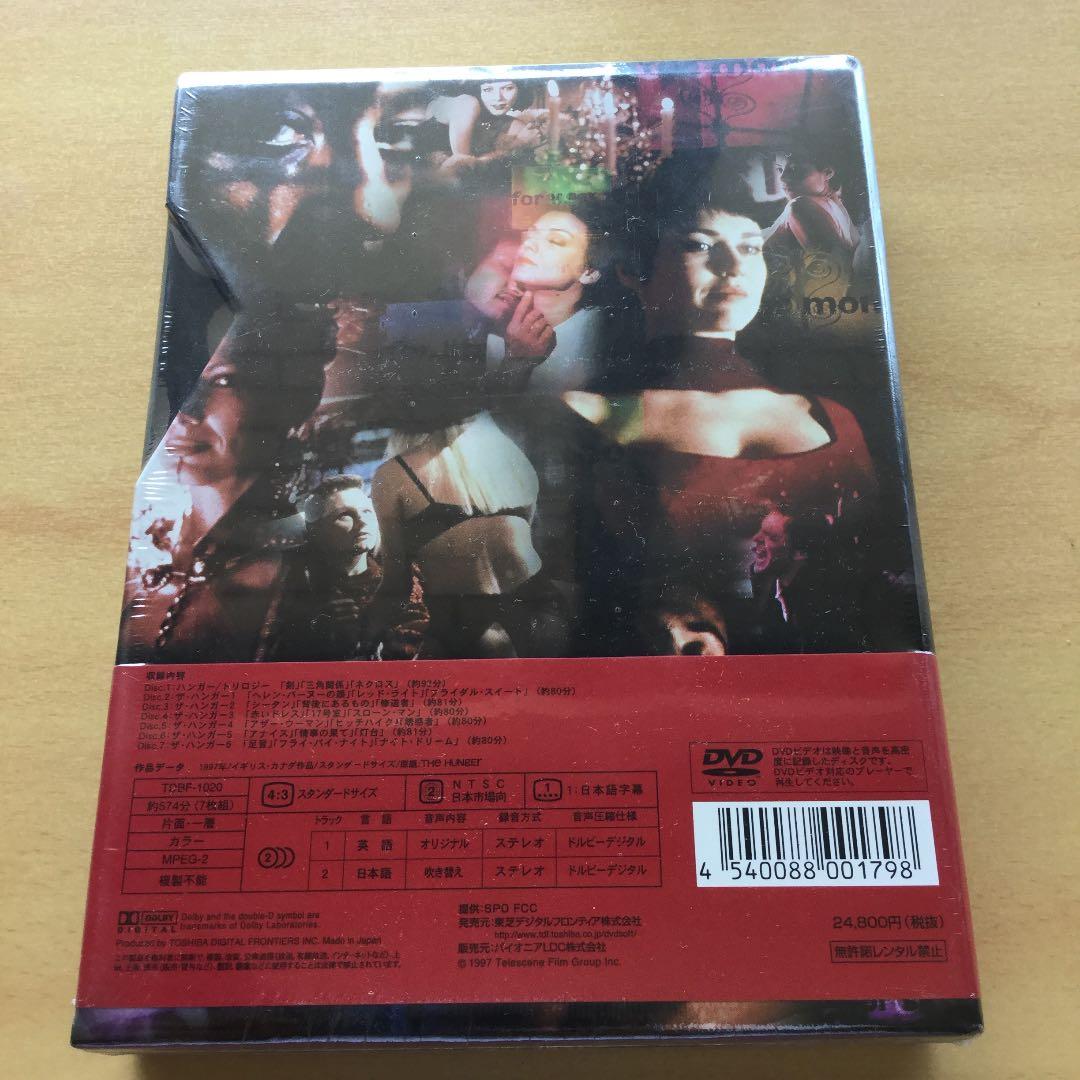 mor
for
mor
収録内容
Disc.1:ハンガー/トリロジー 「剣」「三角関係」「ネクロス」 (約92分)
Disc.2:ザ・ハンガー1 「ヘレン・バーヌーの顔」「レッド・ライト」「ブライダル・スイート」 (約80分)
Disc.3:ザ・ハンガー2 「シータン」「背後にあるもの」「修道者」 (約81分)
Disc.4:ザ・ハンガー3 「赤いドレス」「17号室」「スローン・マン」 (約80分)
Disc.5:ザ・ハンガー4 「アザー・ウーマン」「ヒッチハイク」「誘惑者」 (約80分)
Disc.6:ザ・ハンガー5 「アナイス」「情事の果て」「灯台」 (約81分)
Disc.7:ザ・ハンガー6 「足音」「フライ・バイ・ナイト」「ナイト・ドリーム」 (約80分)
作品データ 1997年/イギリス・カナダ作品/スタンダードサイズ/原題:THE HUNGER
TDBF-1020
約574分(7枚組)
片面・一層
カラー
MPEG-2
複製不能
4:3 スタンダードサイズ
2 NTSC 日本市場向
1 1:日本語字幕
トラック 言語 音声内容 録音方式 音声圧縮仕様
2
1 英語 オリジナル ステレオ ドルビーデジタル
2 日本語 吹き替え ステレオ ドルビーデジタル
DVD VIDEO
DVDビデオは映像と音声を高密
度に記録したディスクです。
DVDビデオ対応のプレーヤーで
再生してください。
4 540088 001798
DOLBY DIGITAL
Dolby and the double-D symbol are
trademarks of Dolby Laboratories.
Produced by TOSHIBA DIGITAL FRONTIERS INC. Made in Japan
提供:SPO FCC
発売元:東芝デジタルフロンティア株式会社
http://www.tdf.toshiba.co.jp/dvdsoft/
販売元:パイオニアLDC株式会社
© 1997 Telescene Film Group Inc.
24,800円(税抜)
無許諾レンタル禁止